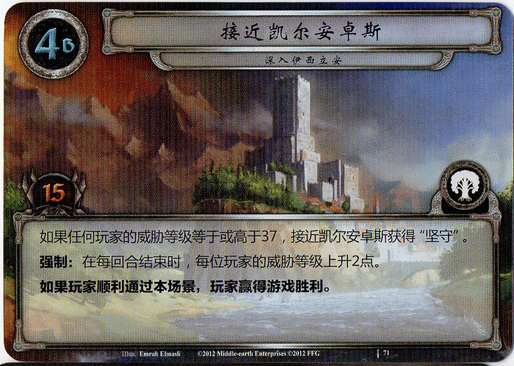 4B
接近凯尔安卓斯
深入伊西立安
15
如果任何玩家的威胁等级等于或高于37，接近凯尔安卓斯获得“坚守”。
强制：在每回合结束时，每位玩家的威胁等级上升2点。
如果玩家顺利通过本场景，玩家赢得游戏胜利。
Illus. Emrah Elmasli ©2012 Middle-earth Enterprises ©2012 FFG 71